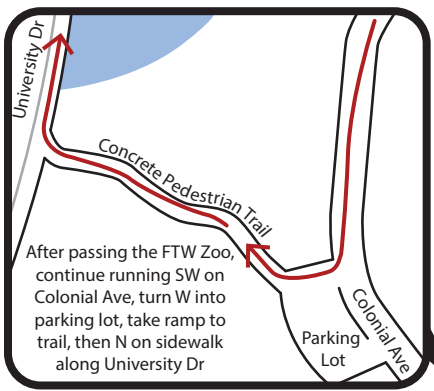 University Dr
Concrete Pedestrian Trail
After passing the FTW Zoo,
continue running SW on
Colonial Ave, turn W into
parking lot, take ramp to
trail, then N on sidewalk
along University Dr
Parking
Lot
Colonial Ave